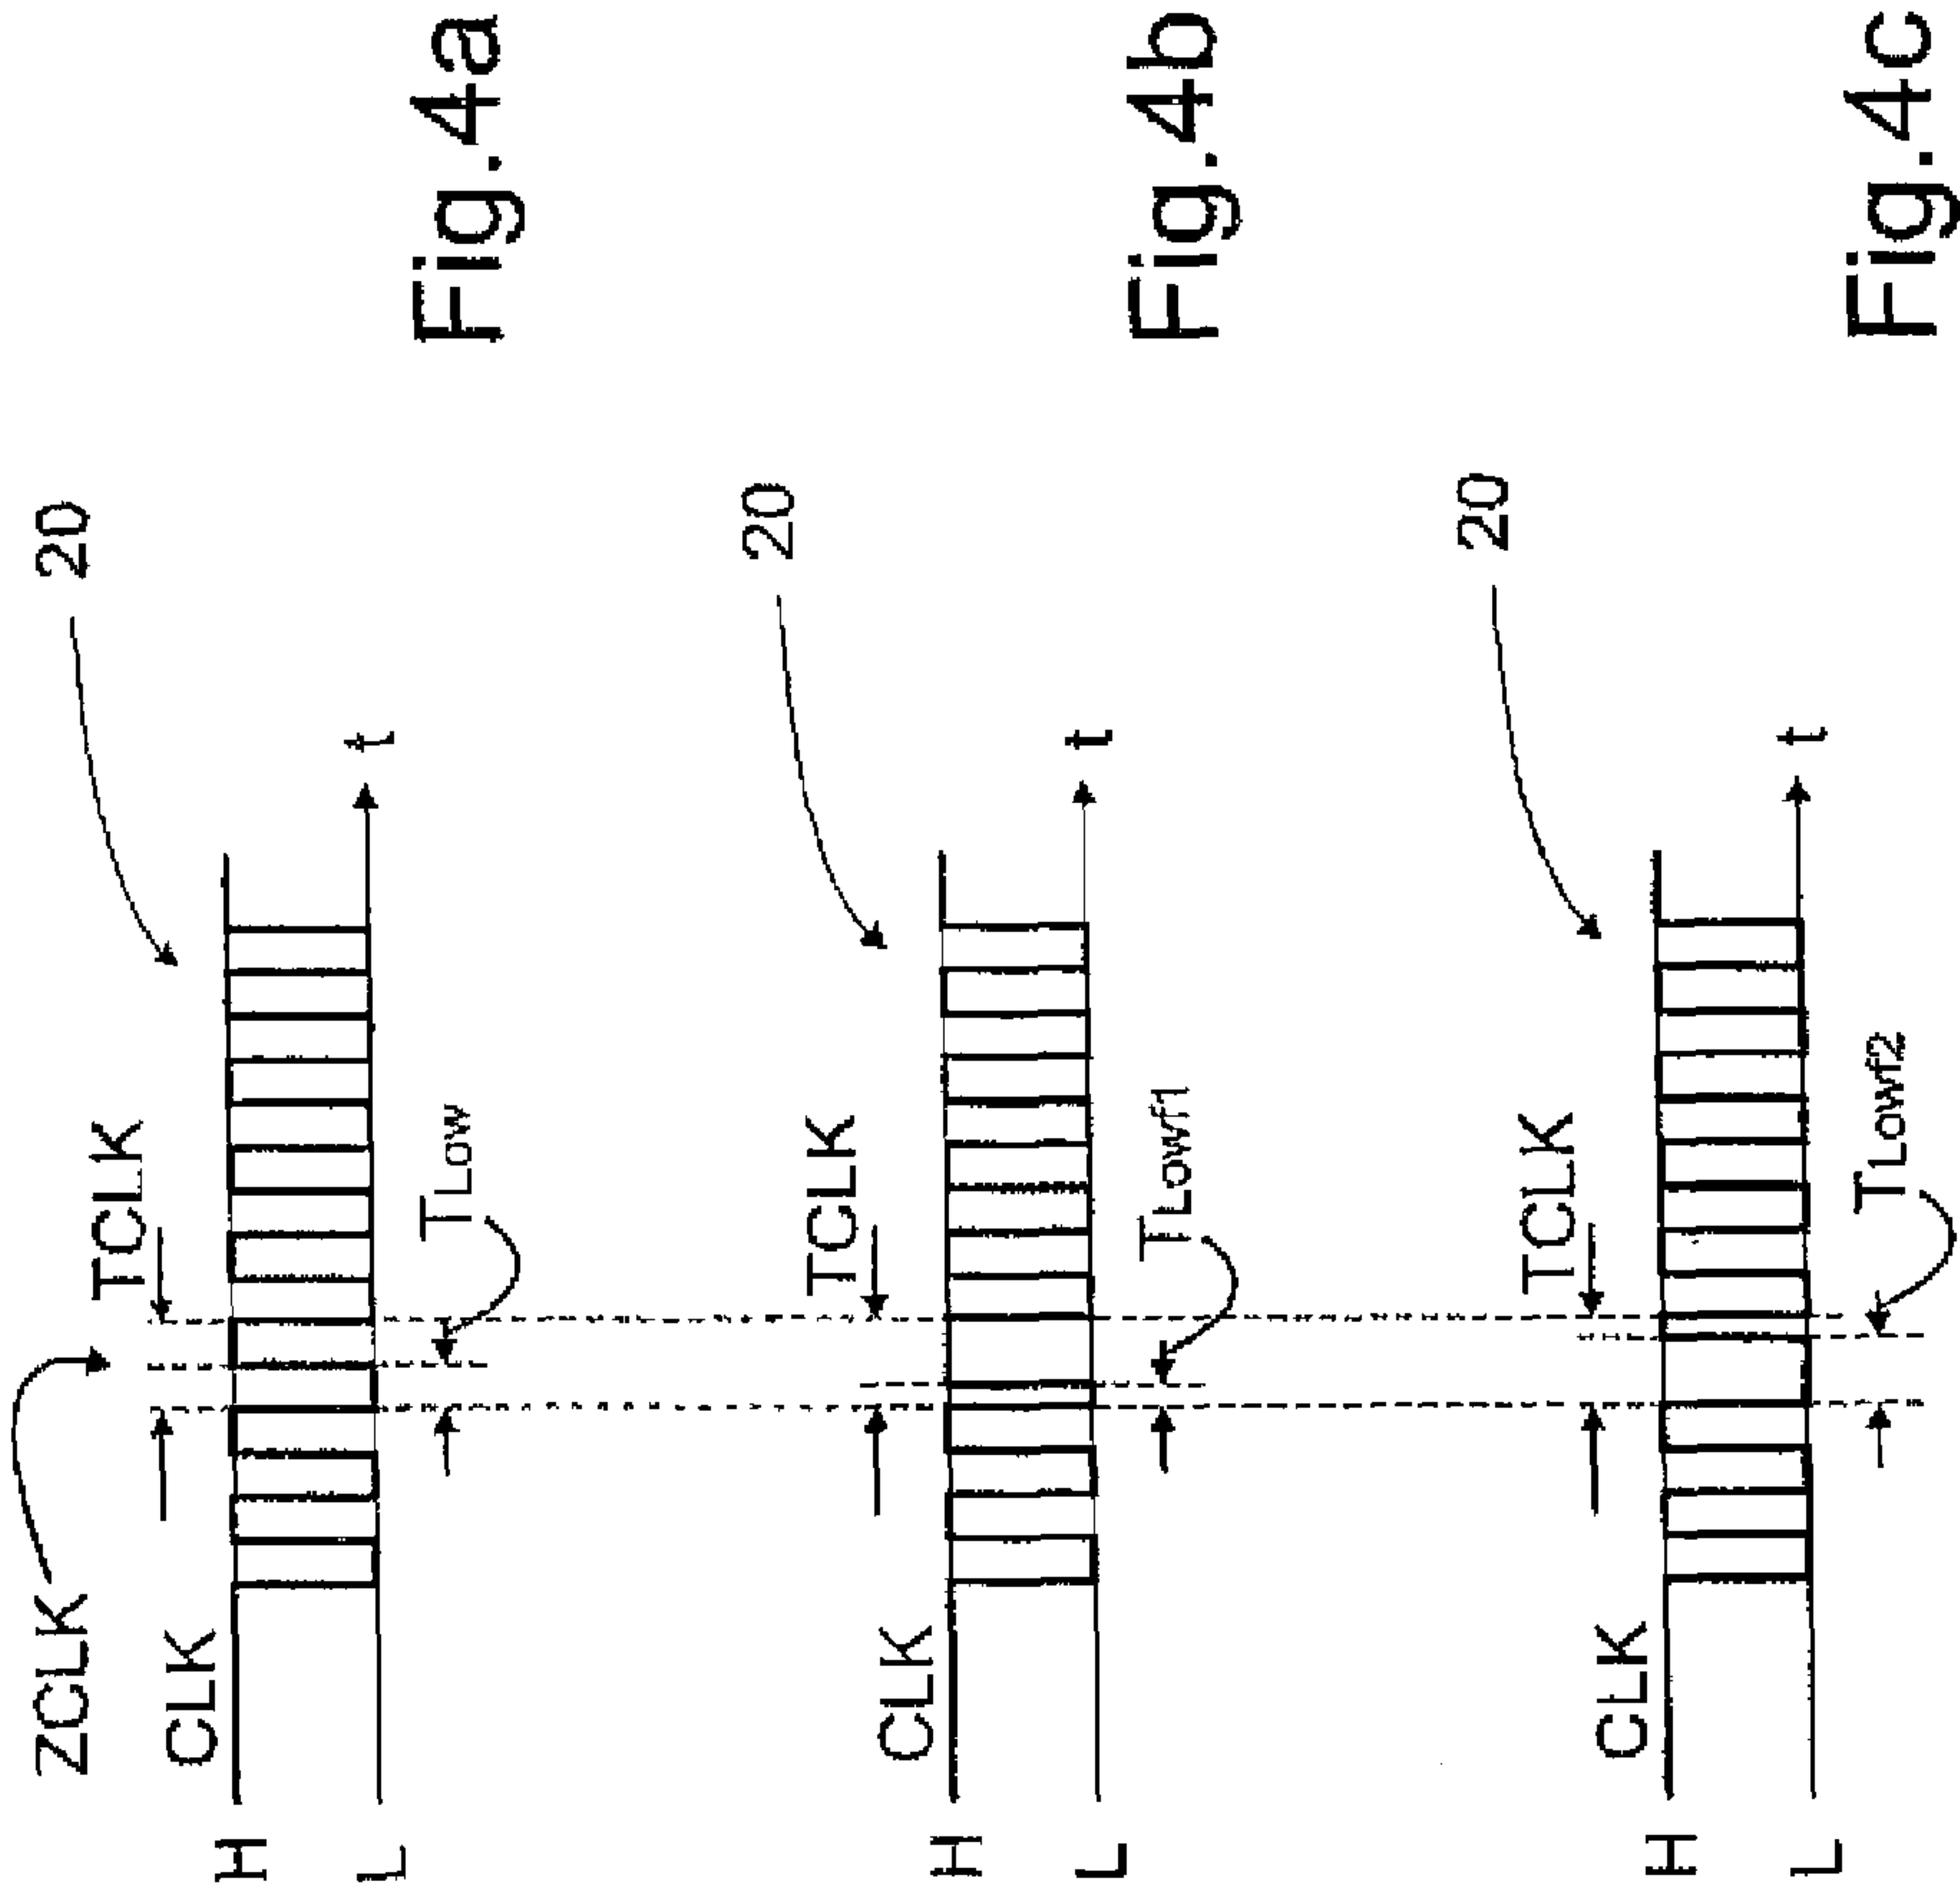 ZCLK
20
TCLK
CLK
H
L
t
TLow
Fig.4a
20
TCLK
CLK
H
L
t
TLowf1
Fig.4b
20
TCLK
CLK
H
L
t
TLowf2
Fig.4c